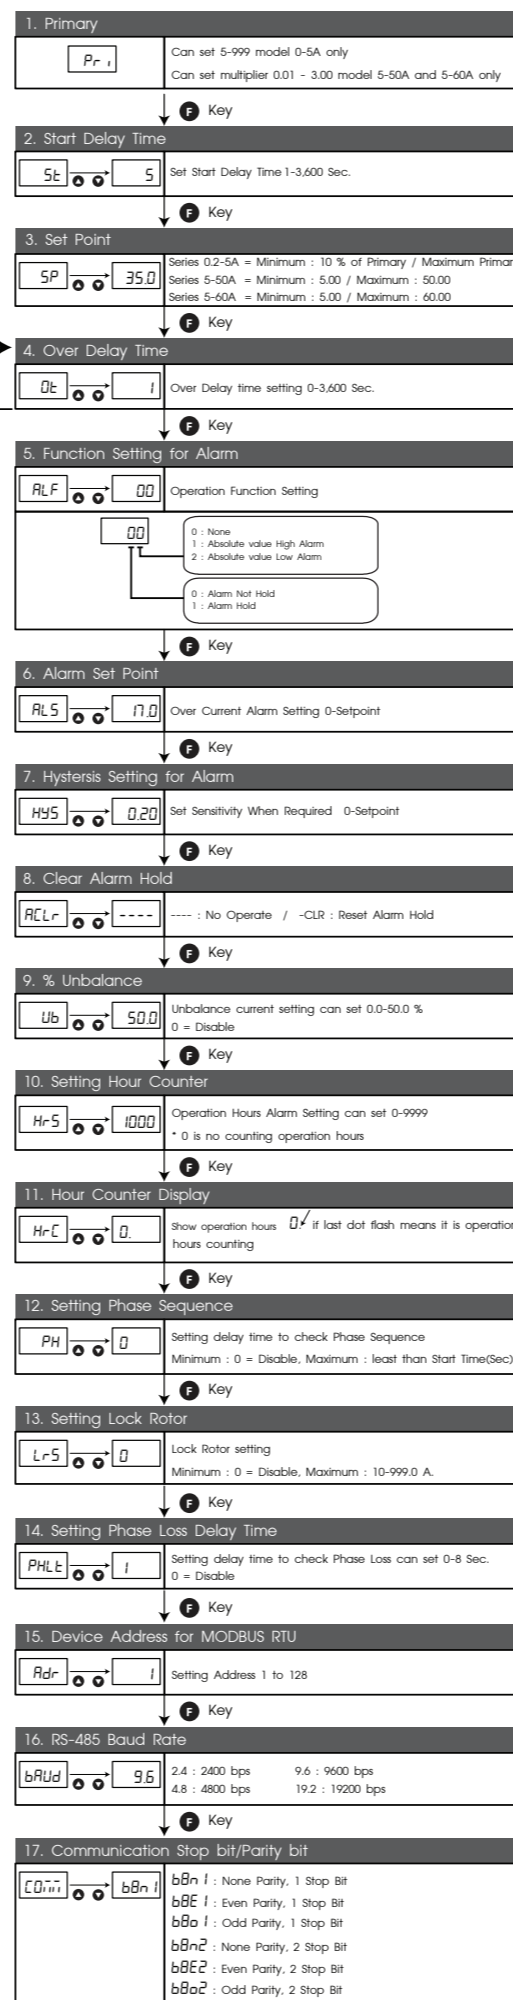 1. Primary
Pri
Can set 5-999 model 0-5A only
Can set multiplier 0.01 - 3.00 model 5-50A and 5-60A only
F Key
2. Start Delay Time
St 5
Set Start Delay Time 1-3,600 Sec.
F Key
3. Set Point
SP 35.0
Series 0.2-5A = Minimum : 10 % of Primary / Maximum Primar
Series 5-50A = Minimum : 5.00 / Maximum : 50.00
Series 5-60A = Minimum : 5.00 / Maximum : 60.00
F Key
4. Over Delay Time
Ot 1
Over Delay time setting 0-3,600 Sec.
F Key
5. Function Setting for Alarm
ALF 00
Operation Function Setting
00
0 : None
1 : Absolute value High Alarm
2 : Absolute value Low Alarm
0 : Alarm Not Hold
1 : Alarm Hold
F Key
6. Alarm Set Point
ALS 17.0
Over Current Alarm Setting 0-Setpoint
F Key
7. Hystersis Setting for Alarm
HYS 0.20
Set Sensitivity When Required 0-Setpoint
F Key
8. Clear Alarm Hold
ACLr ----
---- : No Operate / -CLR : Reset Alarm Hold
F Key
9. % Unbalance
Ub 50.0
Unbalance current setting can set 0.0-50.0 %
0 = Disable
F Key
10. Setting Hour Counter
HrS 1000
Operation Hours Alarm Setting can set 0-9999
* 0 is no counting operation hours
F Key
11. Hour Counter Display
HrC 0.
Show operation hours 0. if last dot flash means it is operation
hours counting
F Key
12. Setting Phase Sequence
PH 0
Setting delay time to check Phase Sequence
Minimum : 0 = Disable, Maximum : least than Start Time(Sec)
F Key
13. Setting Lock Rotor
LrS 0
Lock Rotor setting
Minimum : 0 = Disable, Maximum : 10-999.0 A.
F Key
14. Setting Phase Loss Delay Time
PHLt 1
Setting delay time to check Phase Loss can set 0-8 Sec.
0 = Disable
F Key
15. Device Address for MODBUS RTU
Adr 1
Setting Address 1 to 128
F Key
16. RS-485 Baud Rate
bAUd 9.6
2.4 : 2400 bps 9.6 : 9600 bps
4.8 : 4800 bps 19.2 : 19200 bps
F Key
17. Communication Stop bit/Parity bit
COm b8n1
b8n1 : None Parity, 1 Stop Bit
b8E1 : Even Parity, 1 Stop Bit
b8o1 : Odd Parity, 1 Stop Bit
b8n2 : None Parity, 2 Stop Bit
b8E2 : Even Parity, 2 Stop Bit
b8o2 : Odd Parity, 2 Stop Bit